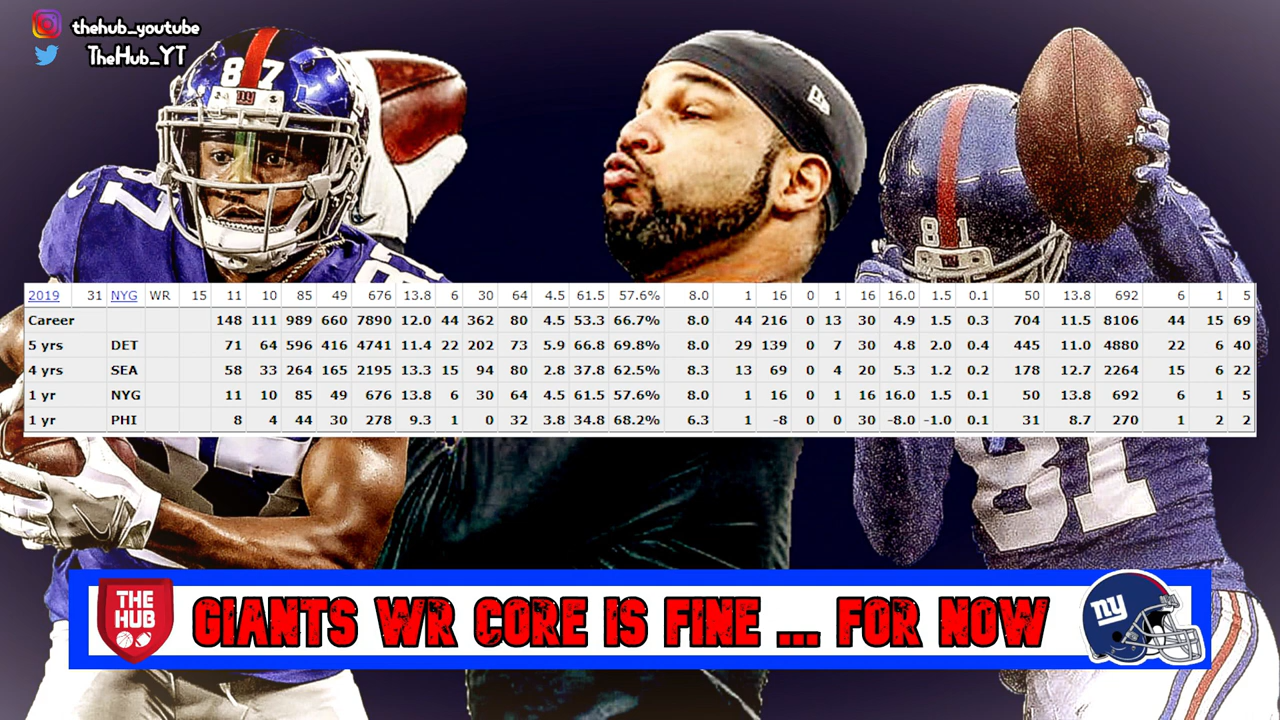 thehub_youtube
TheHub_YT
87
87
87
81
2019 31 NYG WR 15 11 10 85 49 676 13.8 6 30 64 4.5 61.5 57.6% 8.0 1 16 0 1 16 16.0 1.5 0.1 50 13.8 692 6 1 5
Career 148 111 989 660 7890 12.0 44 362 80 4.5 53.3 66.7% 8.0 44 216 0 13 30 4.9 1.5 0.3 704 11.5 8106 44 15 69
5 yrs DET 71 64 596 416 4741 11.4 22 202 73 5.9 66.8 69.8% 8.0 29 139 0 7 30 4.8 2.0 0.4 445 11.0 4880 22 6 40
4 yrs SEA 58 33 264 165 2195 13.3 15 94 80 2.8 37.8 62.5% 8.3 13 69 0 4 20 5.3 1.2 0.2 178 12.7 2264 15 6 22
1 yr NYG 11 10 85 49 676 13.8 6 30 64 4.5 61.5 57.6% 8.0 1 16 0 1 16 16.0 1.5 0.1 50 13.8 692 6 1 5
1 yr PHI 8 4 44 30 278 9.3 1 0 32 3.8 34.8 68.2% 6.3 1 -8 0 0 30 -8.0 -1.0 0.1 31 8.7 270 1 2 2
81
THE
HUB
GIANTS WR CORE IS FINE ... FOR NOW
ny